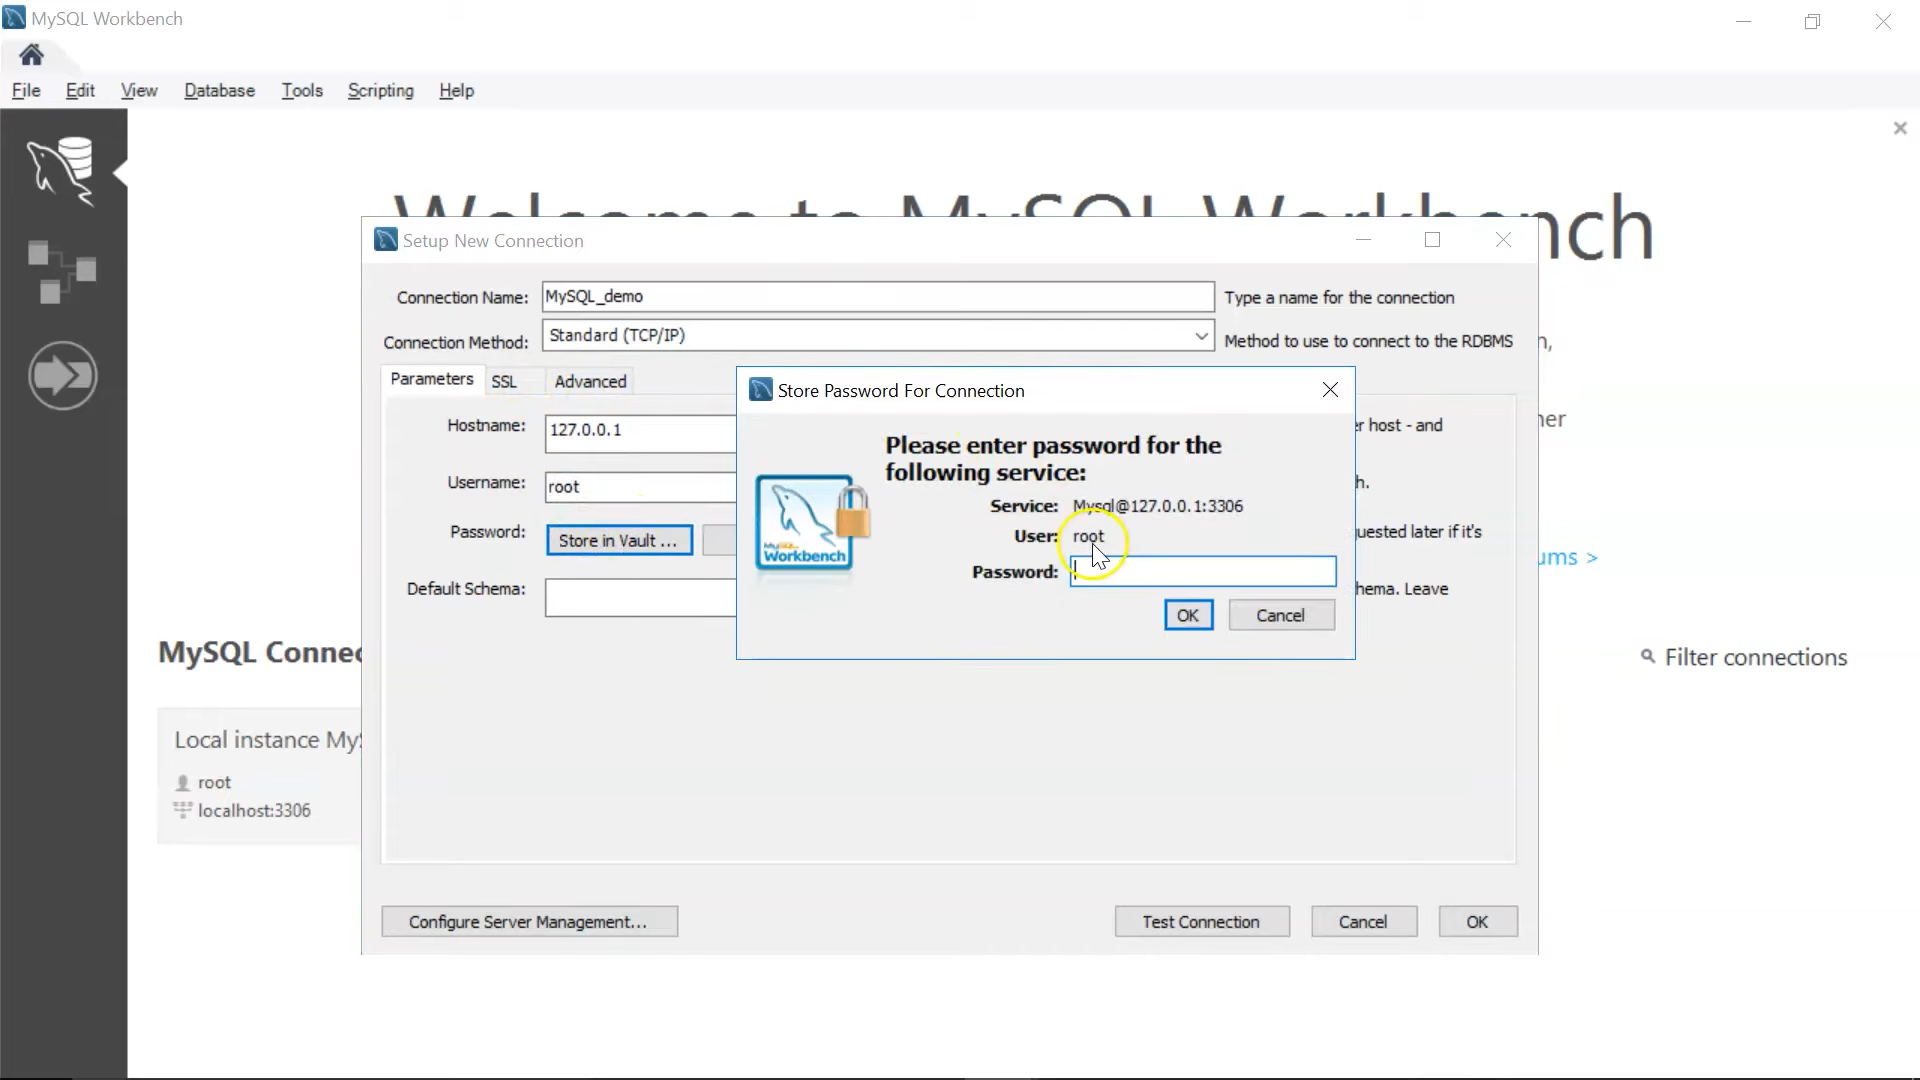 MySQL Workbench
File Edit View Database Tools Scripting Help
Welcome to MySQL Workbench
Setup New Connection
Connection Name: MySQL_demo Type a name for the connection
Connection Method: Standard (TCP/IP) Method to use to connect to the RDBMS
Parameters SSL Advanced
Store Password For Connection
Hostname: 127.0.0.1
r host - and
Please enter password for the
following service:
Username: root
h.
Service: Mysql@127.0.0.1:3306
User: root
Password: Store in Vault ...
uested later if it's
ums >
Password:
Default Schema:
hema. Leave
OK Cancel
MySQL Workbench
MySQL Connec
Filter connections
Local instance MyS
root
localhost:3306
Configure Server Management... Test Connection Cancel OK